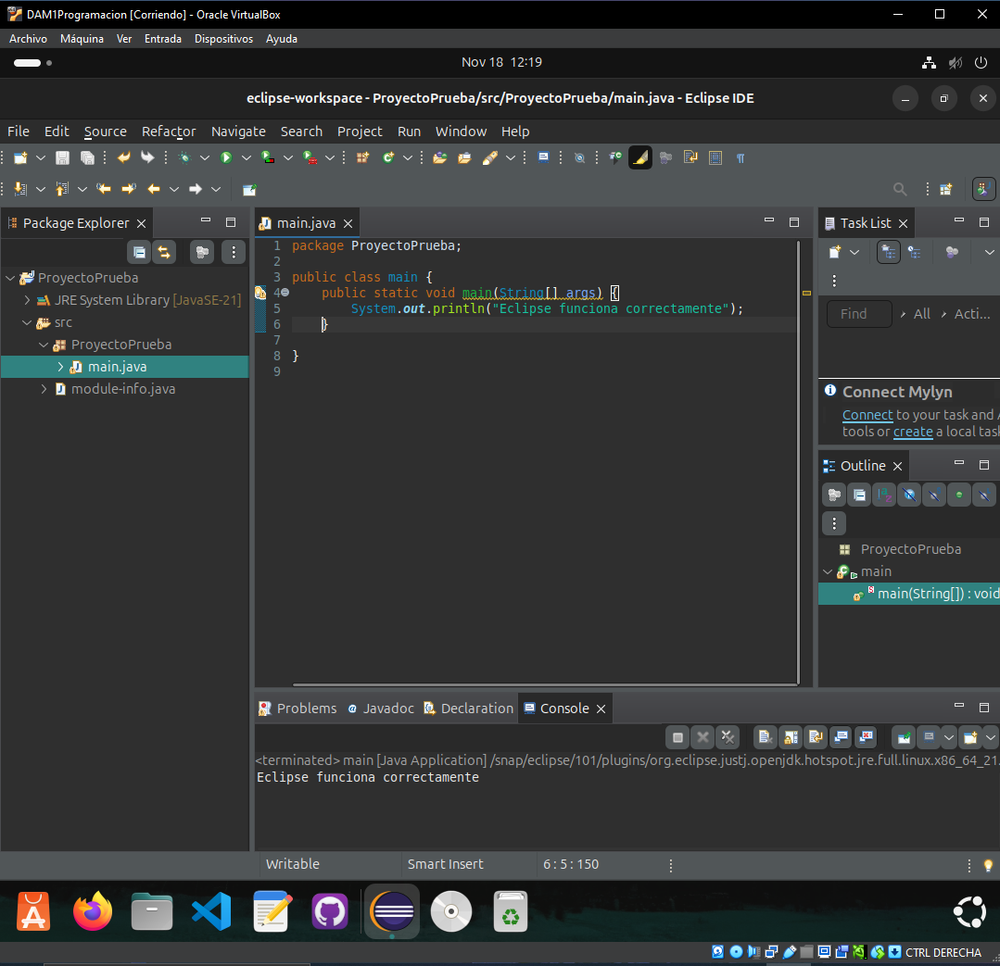 DAM1Programacion [Corriendo] - Oracle VirtualBox
Archivo Máquina Ver Entrada Dispositivos Ayuda
Nov 18 12:19
eclipse-workspace - ProyectoPrueba/src/ProyectoPrueba/main.java - Eclipse IDE
File Edit Source Refactor Navigate Search Project Run Window Help
Package Explorer
ProyectoPrueba
JRE System Library [JavaSE-21]
src
ProyectoPrueba
main.java
module-info.java
main.java
1 package ProyectoPrueba;
2
3 public class main {
4 public static void main(String[] args) {
5 System.out.println("Eclipse funciona correctamente");
6 }
7
8 }
9
Task List
Find All Acti...
Connect Mylyn
Connect to your task and
tools or create a local task
Outline
ProyectoPrueba
main
main(String[]) : void
Problems Javadoc Declaration Console
<terminated> main [Java Application] /snap/eclipse/101/plugins/org.eclipse.justj.openjdk.hotspot.jre.full.linux.x86_64_21.
Eclipse funciona correctamente
Writable Smart Insert 6 : 5 : 150
CTRL DERECHA